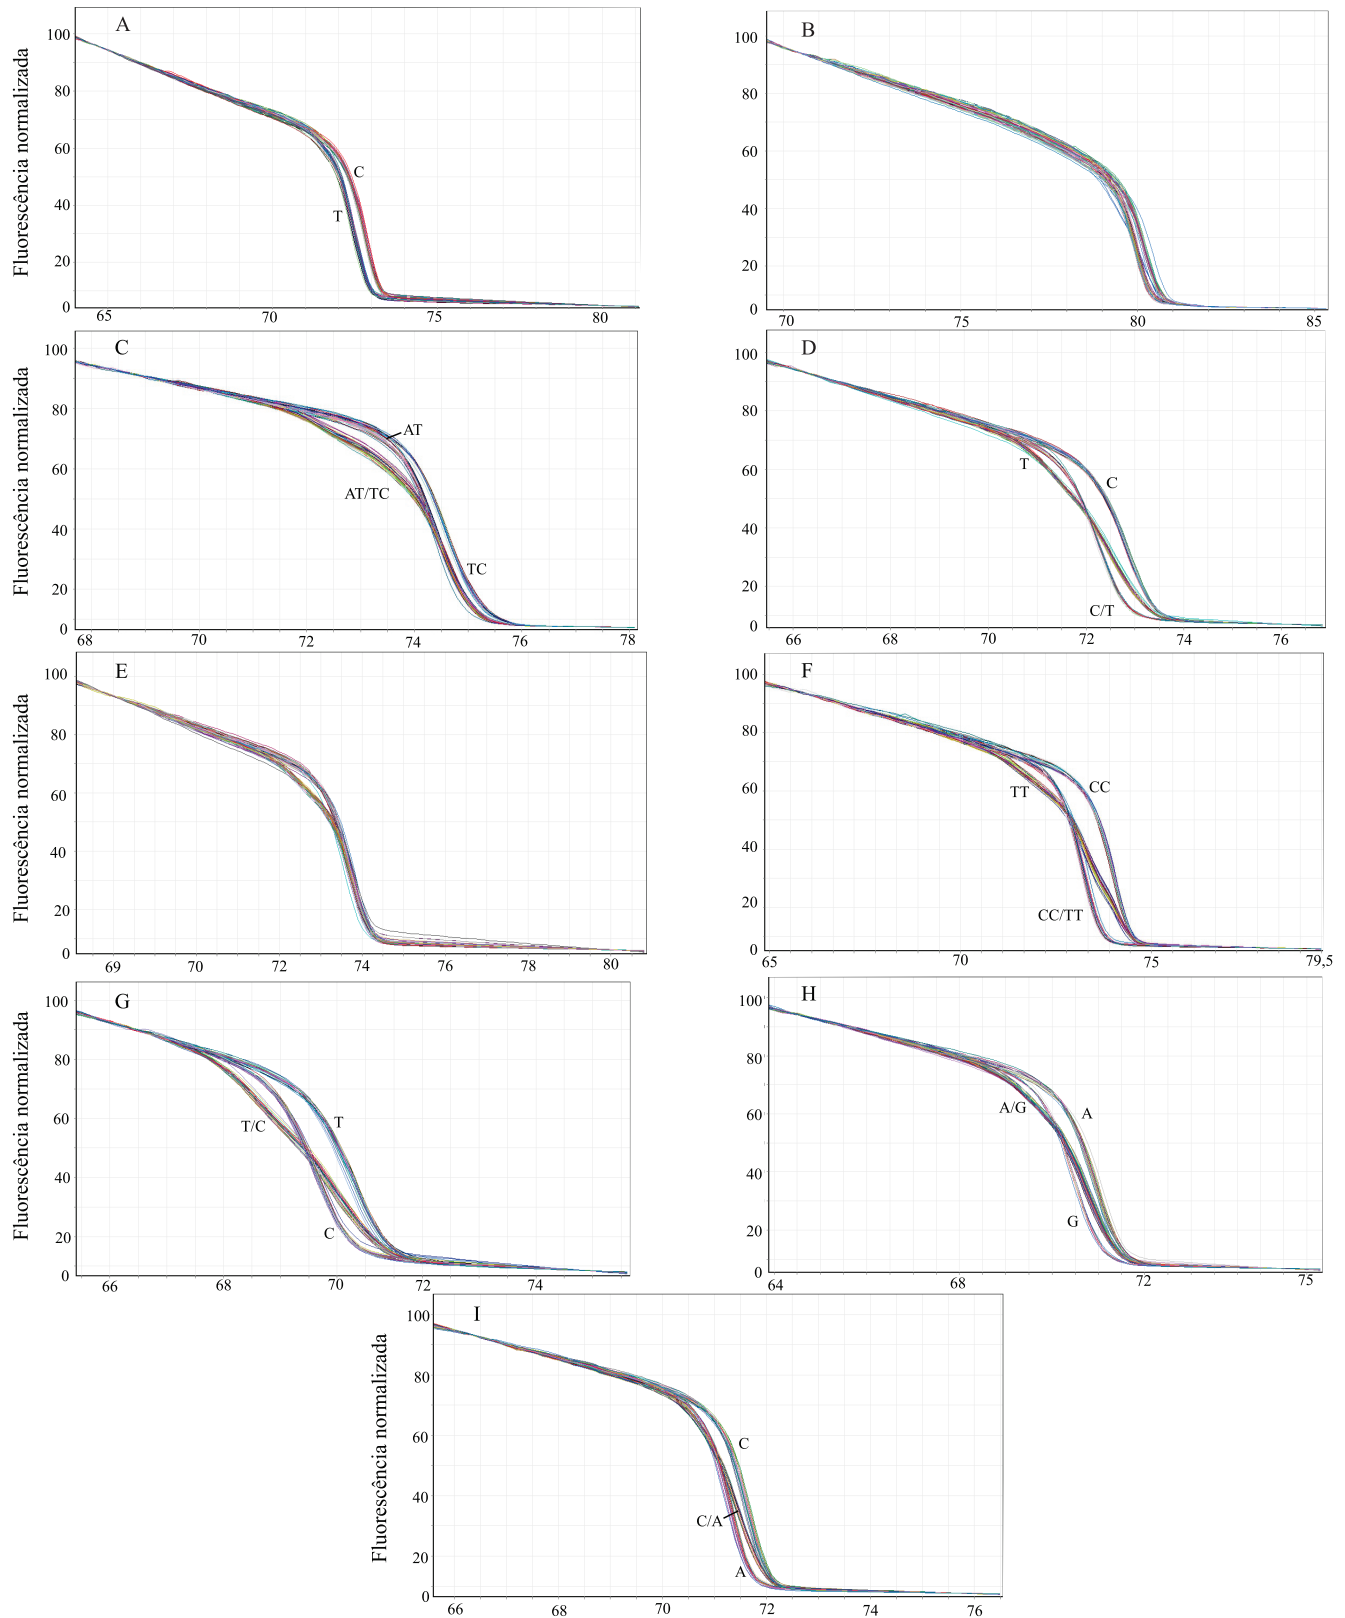 A
Fluorescência normalizada
100
80
60
40
20
0
C
T
65 70 75 80
B
100
80
60
40
20
0
70 75 80 85
C
Fluorescência normalizada
100
80
60
40
20
0
AT
AT/TC
TC
68 70 72 74 76 78
D
100
80
60
40
20
0
T
C
C/T
66 68 70 72 74 76
E
Fluorescência normalizada
100
80
60
40
20
0
69 70 72 74 76 78 80
F
100
80
60
40
20
0
TT
CC
CC/TT
65 70 75 79,5
G
Fluorescência normalizada
100
80
60
40
20
0
T/C
T
C
66 68 70 72 74
H
100
80
60
40
20
0
A/G
A
G
64 68 72 75
I
Fluorescência normalizada
100
80
60
40
20
0
C
C/A
A
66 68 70 72 74 76